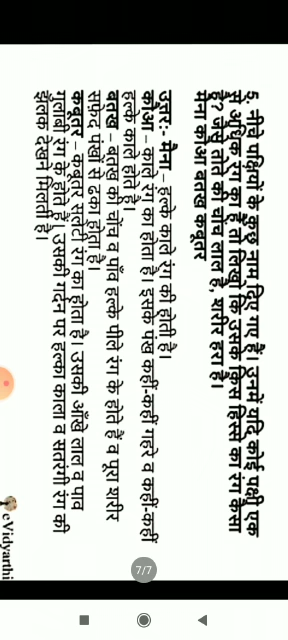 5. नीचे पक्षियों के कुछ नाम दिए गए हैं। उनमें यदि कोई पक्षी एक
से अधिक रंग का है, तो लिखो कि उसके किस हिस्से का रंग कैसा
है? जैसे तोते की चोंच लाल है, शरीर हरा है।
मैना कौआ बतख कबूतर
उत्तर:- मैना – हल्के काले रंग की होती है।
कौआ – काले रंग का होता है। इसके पंख कहीं-कहीं गहरे व कहीं-कहीं
हल्के काले होते है।
बतख – बतख की चोंच व पाँव हल्के पीले रंग के होते हैं व पूरा शरीर
सफ़ेद पंखों से ढका होता है।
कबूतर – कबूतर सलेटी रंग का होता है। उसकी आँखे लाल व पाव
गुलाबी रंग के होते हैं। उसकी गर्दन पर हल्का काला व सतरंगी रंग की
झलक देखने मिलती है।
7/7
eVidyarthi